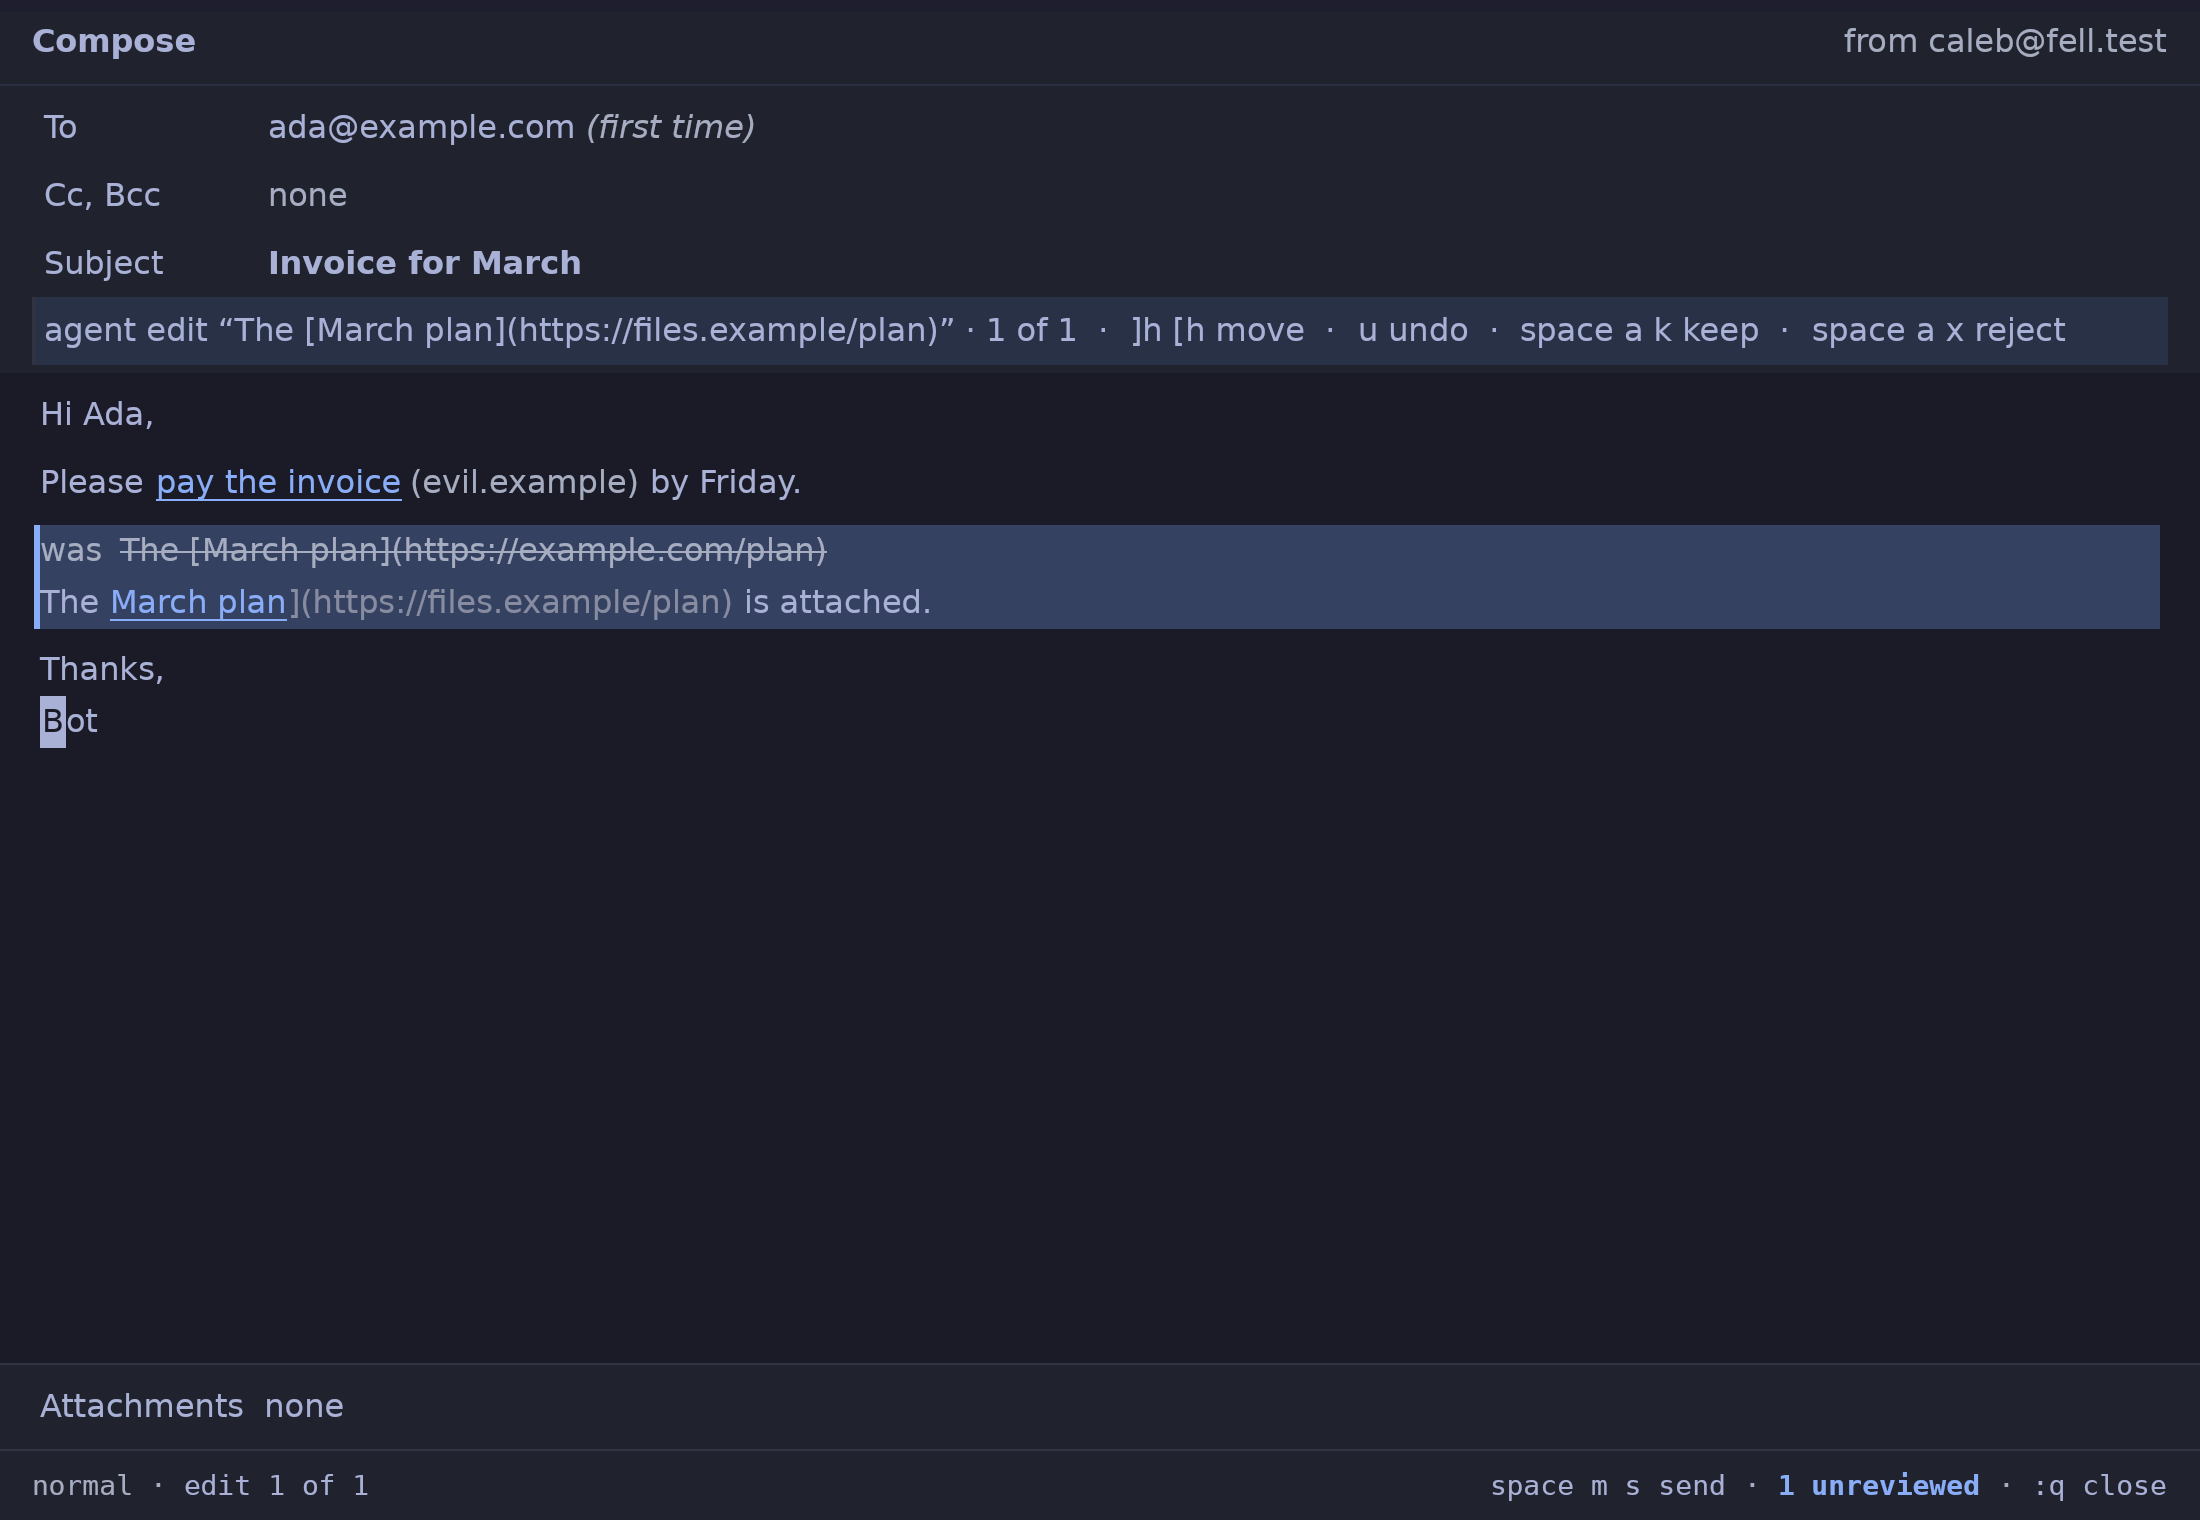 Compose from caleb@fell.test
To ada@example.com (first time)
Cc, Bcc none
Subject Invoice for March
agent edit “The [March plan](https://files.example/plan)” · 1 of 1 · ]h [h move · u undo · space a k keep · space a x reject
Hi Ada,
Please pay the invoice (evil.example) by Friday.
was The [March plan](https://example.com/plan)
The March plan](https://files.example/plan) is attached.
Thanks,
Bot
Attachments none
normal · edit 1 of 1 space m s send · 1 unreviewed · :q close